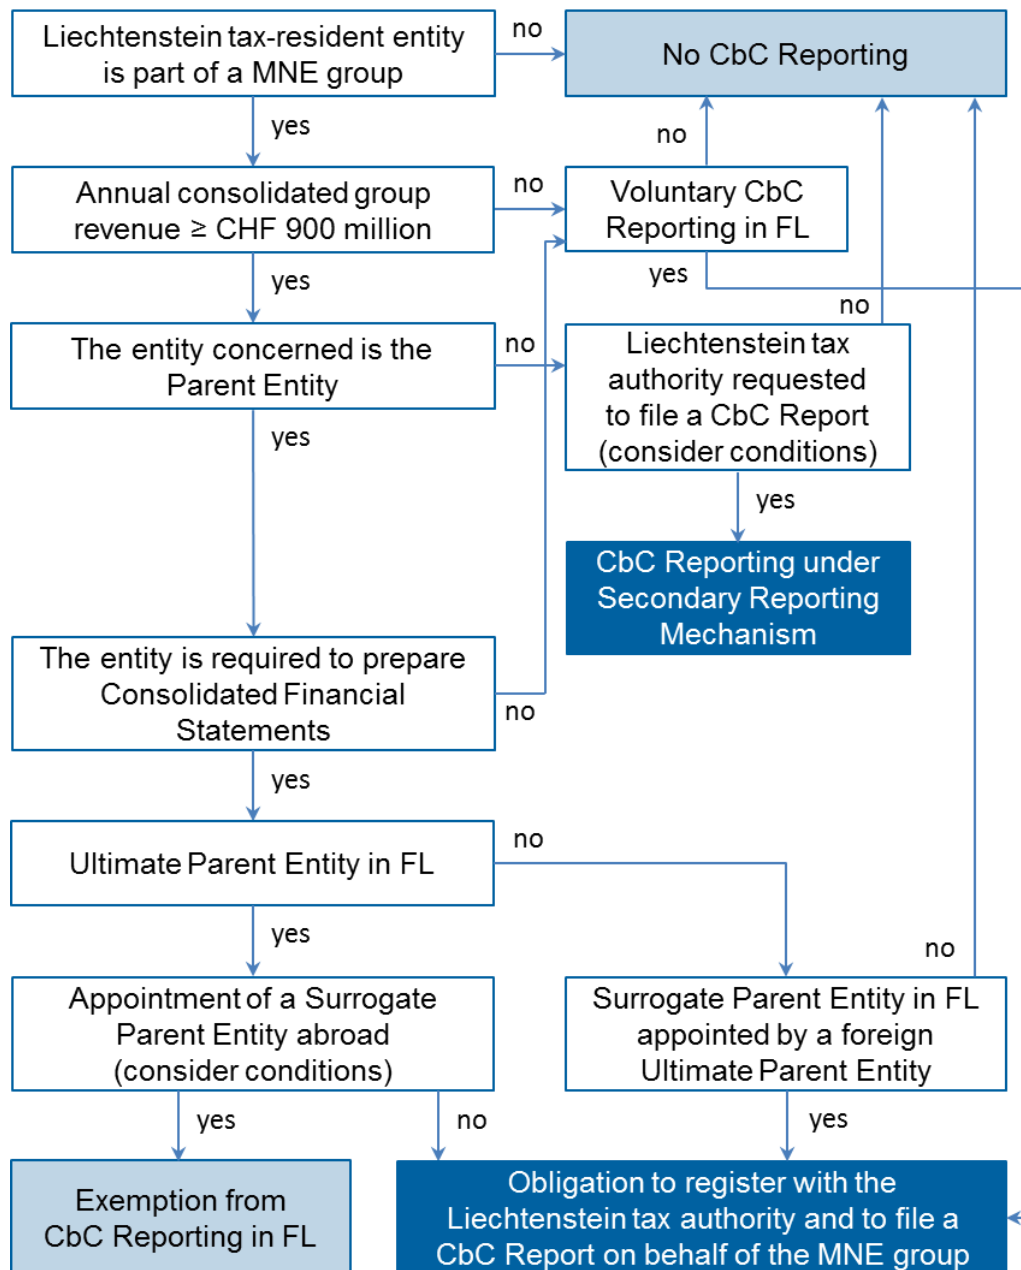 Liechtenstein tax-resident entity
is part of a MNE group
no
No CbC Reporting
yes
no
Annual consolidated group
revenue ≥ CHF 900 million
no
Voluntary CbC
Reporting in FL
yes
yes
no
The entity concerned is the
Parent Entity
no
Liechtenstein tax
authority requested
to file a CbC Report
(consider conditions)
yes
yes
CbC Reporting under
Secondary Reporting
Mechanism
The entity is required to prepare
Consolidated Financial
Statements
no
yes
Ultimate Parent Entity in FL
no
yes
no
Appointment of a Surrogate
Parent Entity abroad
(consider conditions)
Surrogate Parent Entity in FL
appointed by a foreign
Ultimate Parent Entity
yes
no
yes
Exemption from
CbC Reporting in FL
Obligation to register with the
Liechtenstein tax authority and to file a
CbC Report on behalf of the MNE group